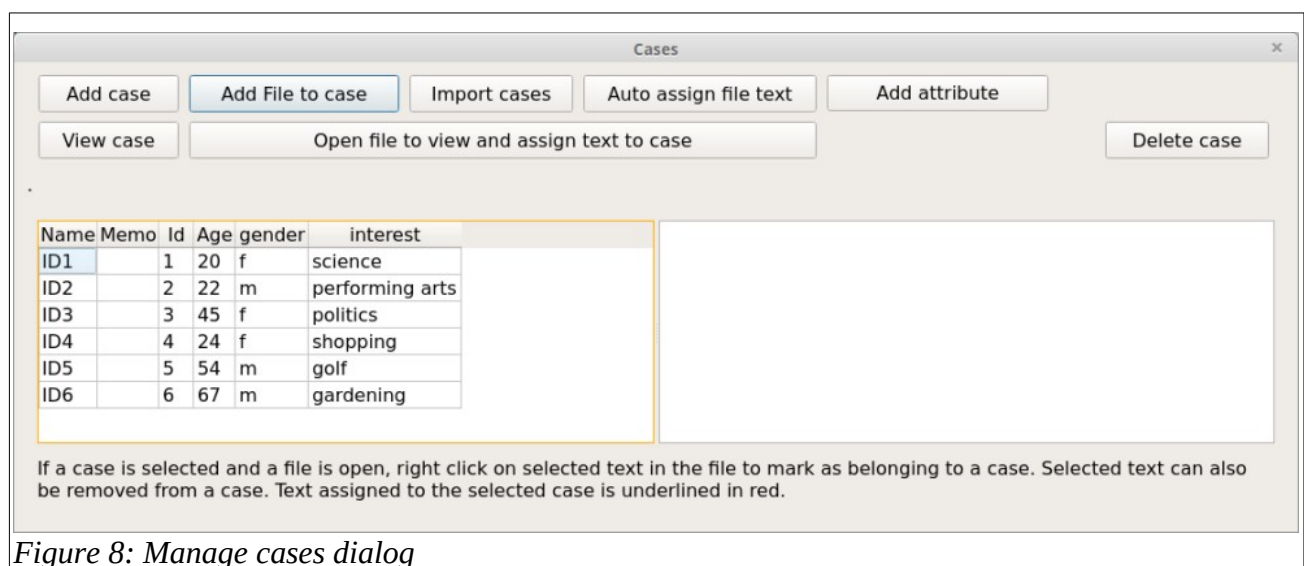 Cases ×
Add case Add File to case Import cases Auto assign file text Add attribute
View case Open file to view and assign text to case Delete case
.
Name Memo Id Age gender interest
ID1 1 20 f science
ID2 2 22 m performing arts
ID3 3 45 f politics
ID4 4 24 f shopping
ID5 5 54 m golf
ID6 6 67 m gardening
If a case is selected and a file is open, right click on selected text in the file to mark as belonging to a case. Selected text can also
be removed from a case. Text assigned to the selected case is underlined in red.
Figure 8: Manage cases dialog